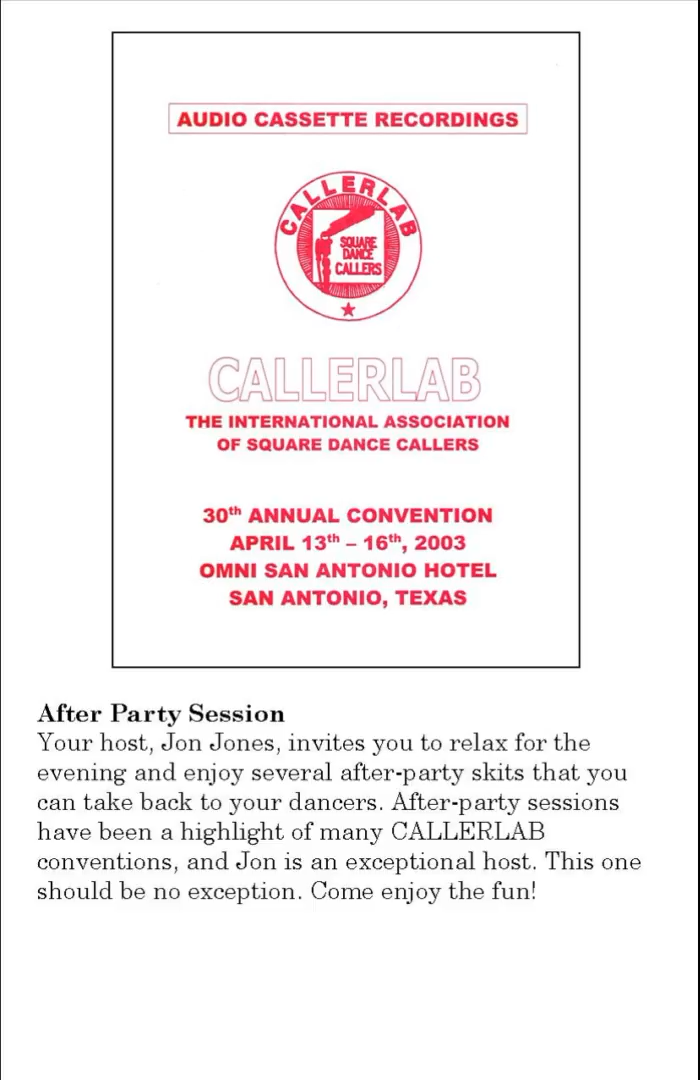 AUDIO CASSETTE RECORDINGS
CALLERLAB
SQUARE
DANCE
CALLERS
CALLERLAB
THE INTERNATIONAL ASSOCIATION
OF SQUARE DANCE CALLERS
30th ANNUAL CONVENTION
APRIL 13th – 16th, 2003
OMNI SAN ANTONIO HOTEL
SAN ANTONIO, TEXAS
After Party Session
Your host, Jon Jones, invites you to relax for the
evening and enjoy several after-party skits that you
can take back to your dancers. After-party sessions
have been a highlight of many CALLERLAB
conventions, and Jon is an exceptional host. This one
should be no exception. Come enjoy the fun!